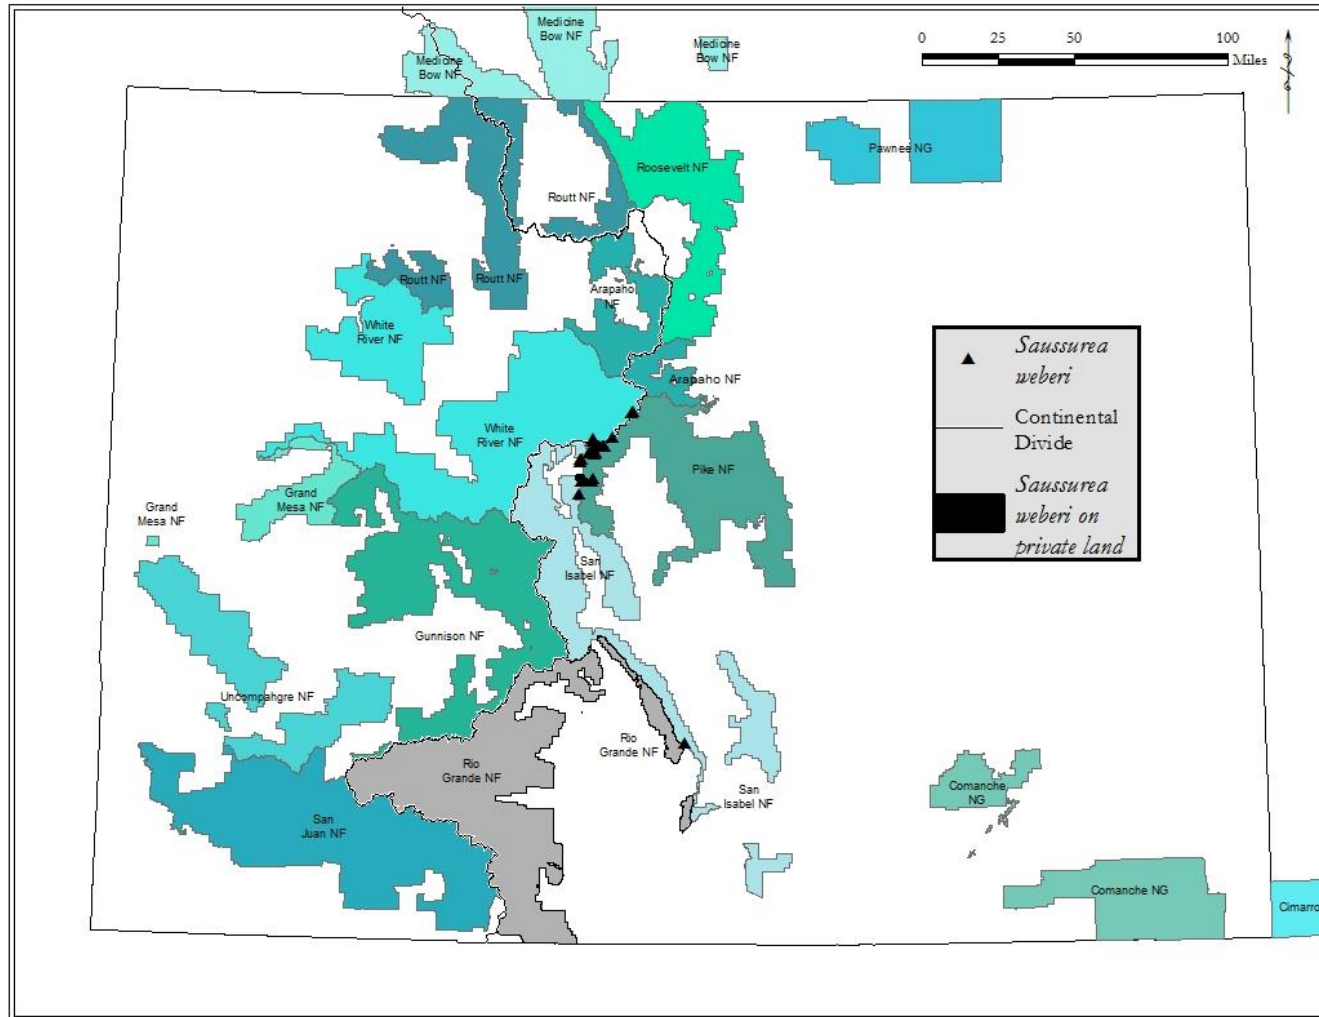 Medicine
Bow NF
Medicine
Bow NF
Medicine
Bow NF
0
25
50
100
Miles
Pawnee NG
Roosevelt NF
Routt NF
Routt NF
Routt NF
Arapaho
NF
White
River NF
Arapaho NF
White
River NF
Pike NF
Grand
Mesa NF
Grand
Mesa NF
San
Isabel NF
Gunnison NF
Uncompahgre NF
Rio
Grande NF
Rio
Grande NF
San
Isabel NF
San
Juan NF
Comanche
NG
Comanche NG
Cimarro
Saussurea
weberi
Continental
Divide
Saussurea
weberi on
private land